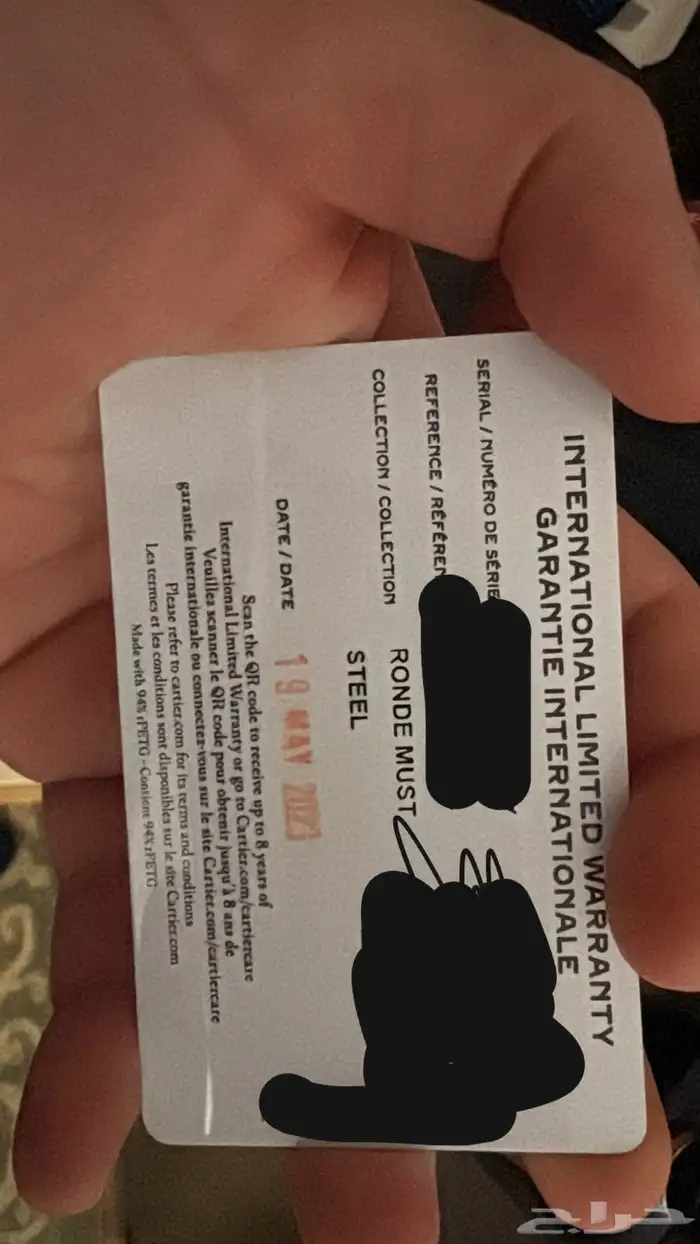 INTERNATIONAL LIMITED WARRANTY
GARANTIE INTERNATIONALE
SERIAL / NUMÉRO DE SÉRIE
REFERENCE /
COLLECTION / COLLECTION RONDE MUST
STEEL
DATE / DATE 19 MAY
Scan the QR code to receive up to 8 years of
International Limited Warranty or go to Cartier.com/cartiercare
Veuillez scanner le QR code pour obtenir jusqu'à 8 ans de
garantie internationale ou connectez-vous sur le site Cartier.com/cartiercare
Please refer to cartier.com for its terms and conditions
Les termes et les conditions sont disponibles sur le site Cartier.com
Made with 94% rPETG - Contient 94% rPETG
حراج